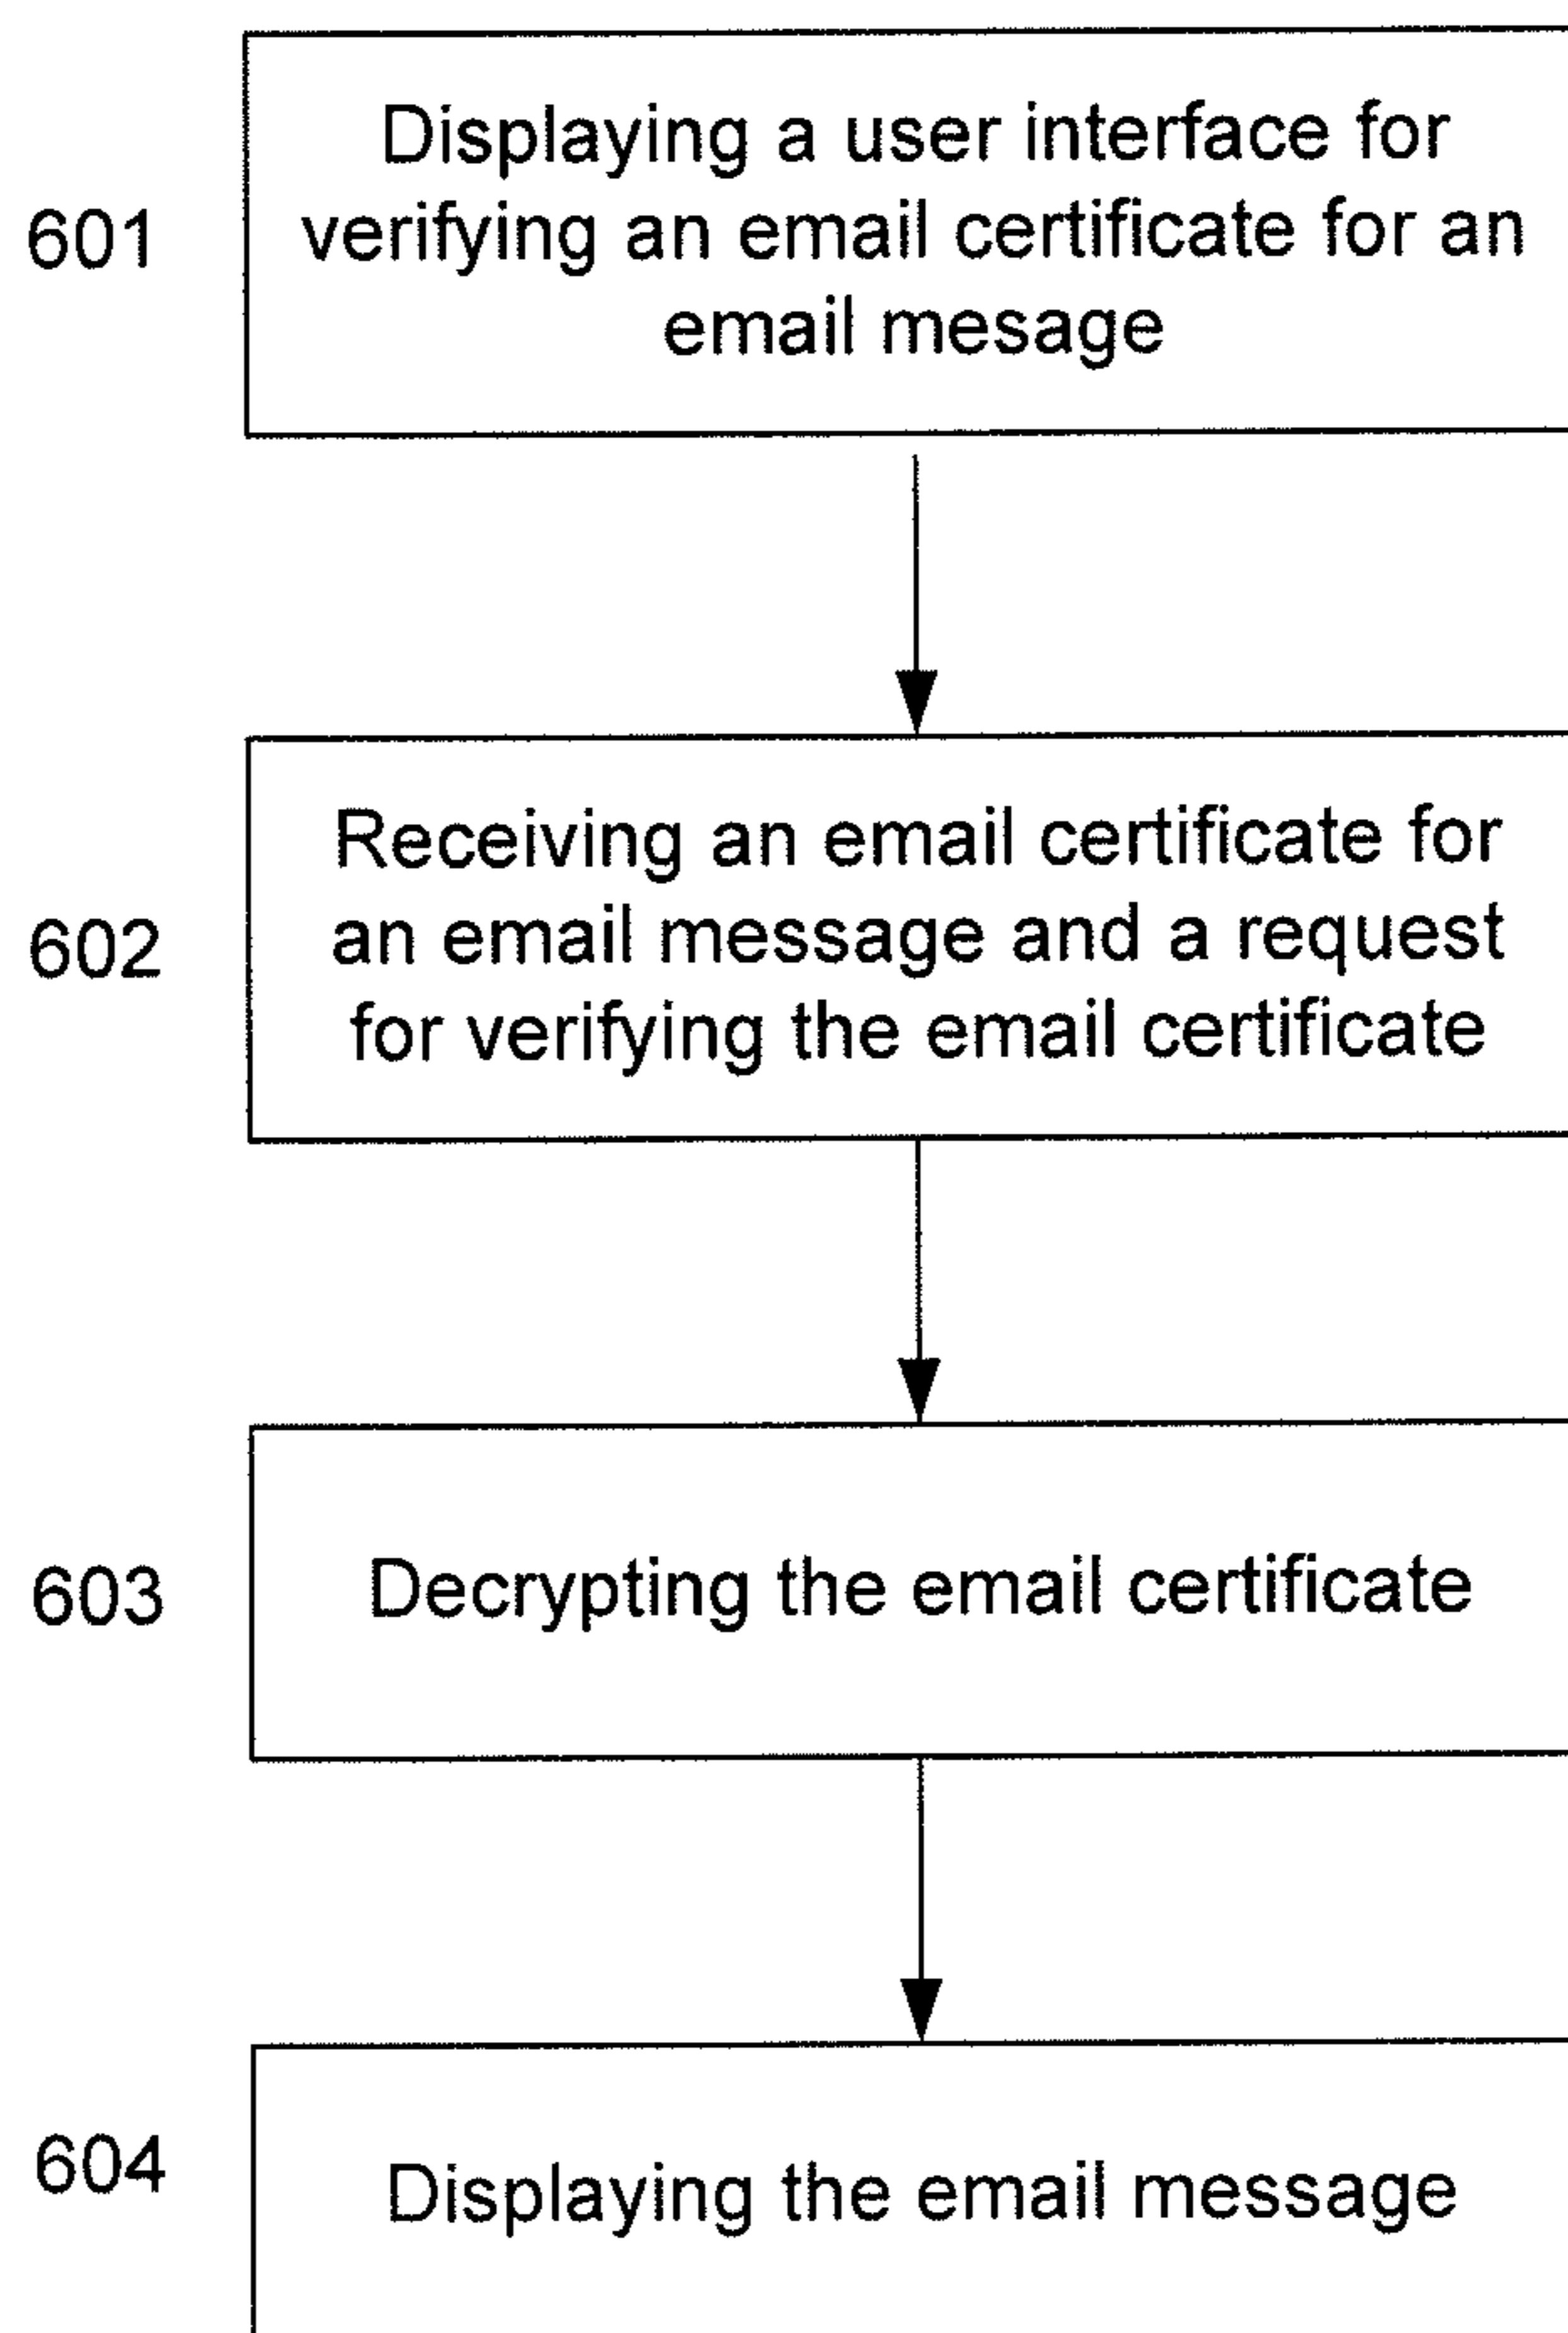 Displaying a user interface for
601
verifying an email certificate for an
email mesage
Receiving an email certificate for
602
an email message and a request
for verifying the email certificate
603
Decrypting the email certificate
604
Displaying the email message